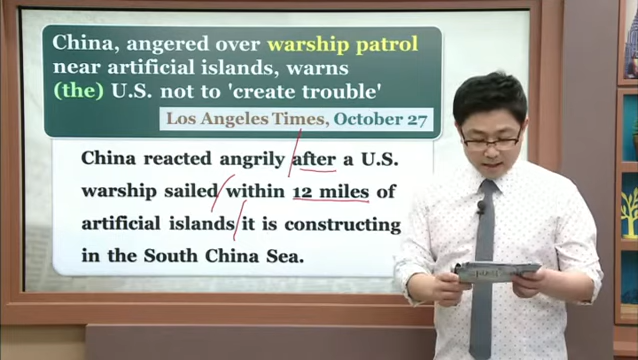 China, angered over warship patrol
near artificial islands, warns
(the) U.S. not to 'create trouble'
Los Angeles Times, October 27
China reacted angrily after a U.S.
warship sailed within 12 miles of
artificial islands it is constructing
in the South China Sea.